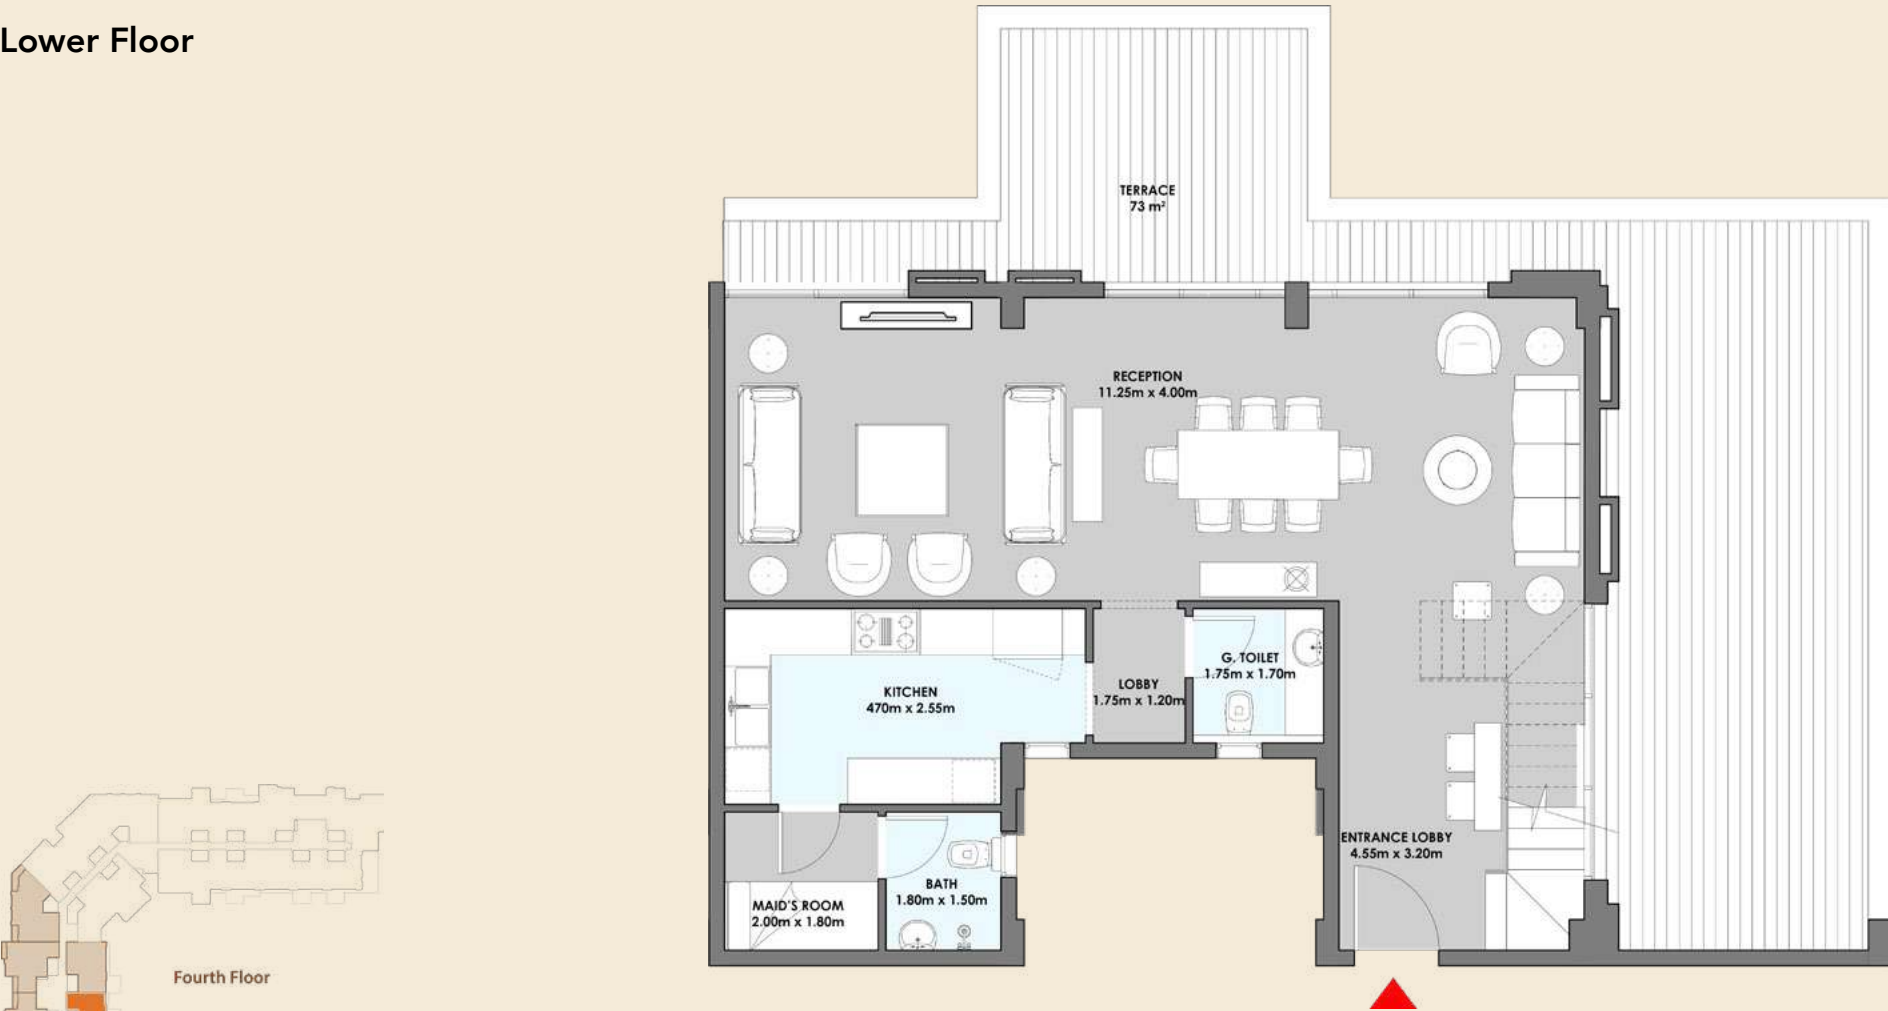 Lower Floor
TERRACE
73 m²
RECEPTION
11.25m x 4.00m
G. TOILET
1.75m x 1.70m
LOBBY
1.75m x 1.20m
KITCHEN
470m x 2.55m
ENTRANCE LOBBY
4.55m x 3.20m
BATH
1.80m x 1.50m
MAID'S ROOM
2.00m x 1.80m
Fourth Floor